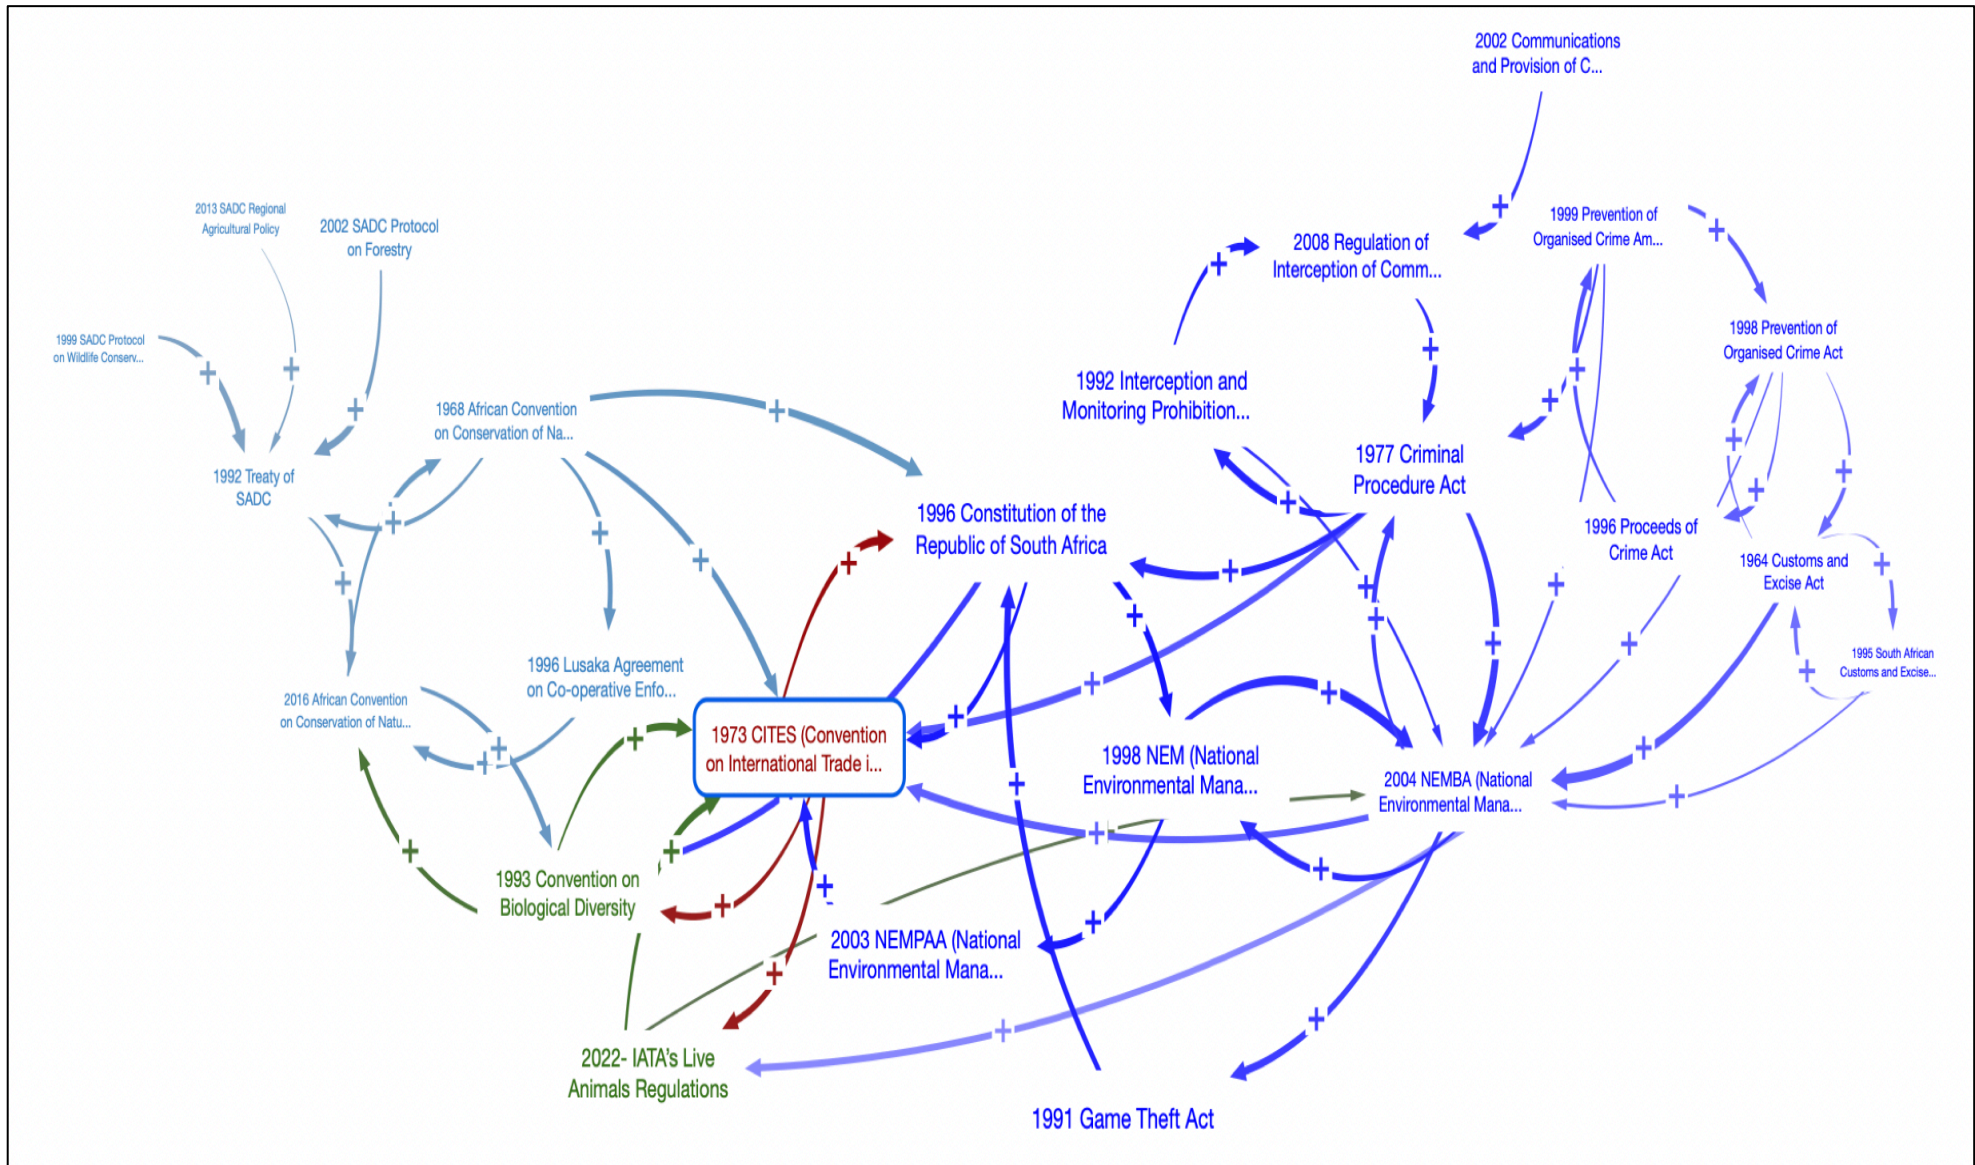 2002 Communications
and Provision of C...
2013 SADC Regional
Agricultural Policy
2002 SADC Protocol
on Forestry
1999 Prevention of
Organised Crime Am...
2008 Regulation of
Interception of Comm...
1999 SADC Protocol
on Wildlife Conserv...
1998 Prevention of
Organised Crime Act
1968 African Convention
on Conservation of Na...
1992 Interception and
Monitoring Prohibition...
1992 Treaty of
SADC
1977 Criminal
Procedure Act
1996 Constitution of the
Republic of South Africa
1996 Proceeds of
Crime Act
1964 Customs and
Excise Act
1996 Lusaka Agreement
on Co-operative Enfo...
1995 South African
Customs and Excise...
2016 African Convention
on Conservation of Natu...
1973 CITES (Convention
on International Trade i...
1998 NEM (National
Environmental Mana...
2004 NEMBA (National
Environmental Mana...
1993 Convention on
Biological Diversity
2003 NEMPAA (National
Environmental Mana...
2022- IATA's Live
Animals Regulations
1991 Game Theft Act